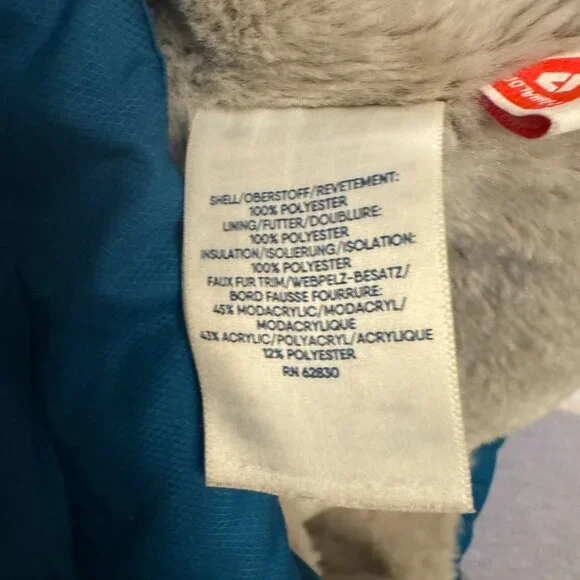 SHELL/OBERSTOFF/REVETEMENT:
100% POLYESTER
LINING/FUTTER/DOUBLURE:
100% POLYESTER
INSULATION/ISOLIERUNG/ISOLATION:
100% POLYESTER
FAUX FUR TRIM/WEBPELZ-BESATZ/
BORD FAUSSE FOURRURE:
45% MODACRYLIC/MODACRYL/
MODACRYLIQUE
43% ACRYLIC/POLYACRYL/ACRYLIQUE
12% POLYESTER
RN 62830